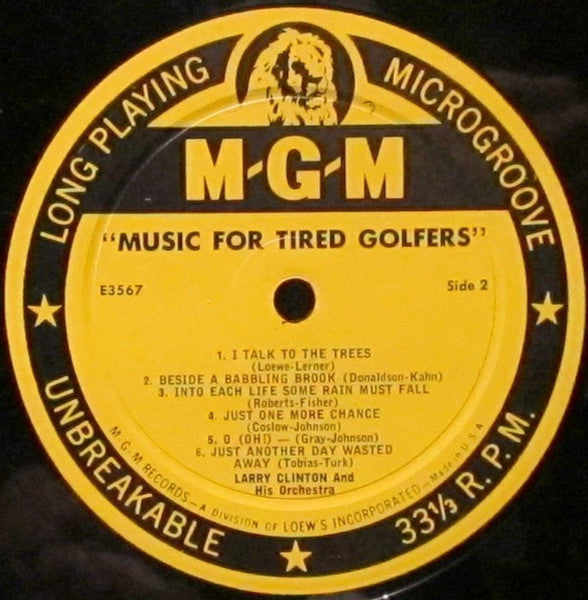 LONG PLAYING MICROGROOVE
M-G-M
"MUSIC FOR TIRED GOLFERS"
E3567
Side 2
1. I TALK TO THE TREES
(Loewe-Lerner)
2. BESIDE A BABBLING BROOK (Donaldson-Kahn)
3. INTO EACH LIFE SOME RAIN MUST FALL
(Roberts-Fisher)
4. JUST ONE MORE CHANCE
(Coslow-Johnson)
5. O (OH!) — (Gray-Johnson)
6. JUST ANOTHER DAY WASTED
AWAY (Tobias-Turk)
LARRY CLINTON And
His Orchestra
M. G. M RECORDS—A DIVISION OF LOEW'S INCORPORATED.—Made in U.S.A
UNBREAKABLE
33⅓ R.P.M.